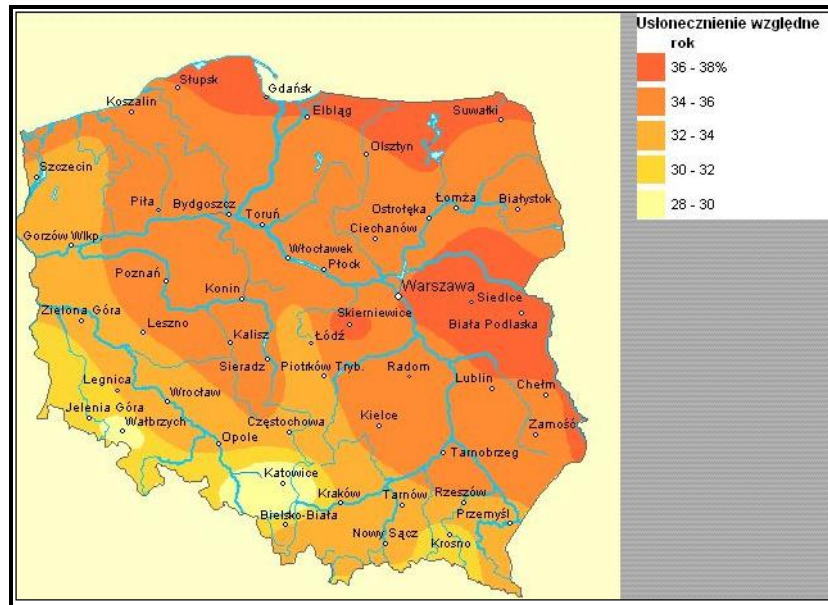 Usłonecznienie względne
rok
36 - 38%
34 - 36
32 - 34
30 - 32
28 - 30
Słupsk
Gdańsk
Koszalin
Elbląg
Suwałki
Olsztyn
Szczecin
Piła
Bydgoszcz
Toruń
Ostrołęka
Łomża
Białystok
Ciechanów
Gorzów Wlkp.
Włocławek
Płock
Poznań
Konin
Warszawa
Siedlce
Skierniewice
Biała Podlaska
Zielona Góra
Leszno
Kalisz
Łódź
Sieradz
Piotrków Tryb.
Radom
Lublin
Chełm
Legnica
Wrocław
Jelenia Góra
Wałbrzych
Częstochowa
Kielce
Zamość
Opole
Tarnobrzeg
Katowice
Kraków
Tarnów
Rzeszów
Bielsko-Biała
Przemyśl
Nowy Sącz
Krosno